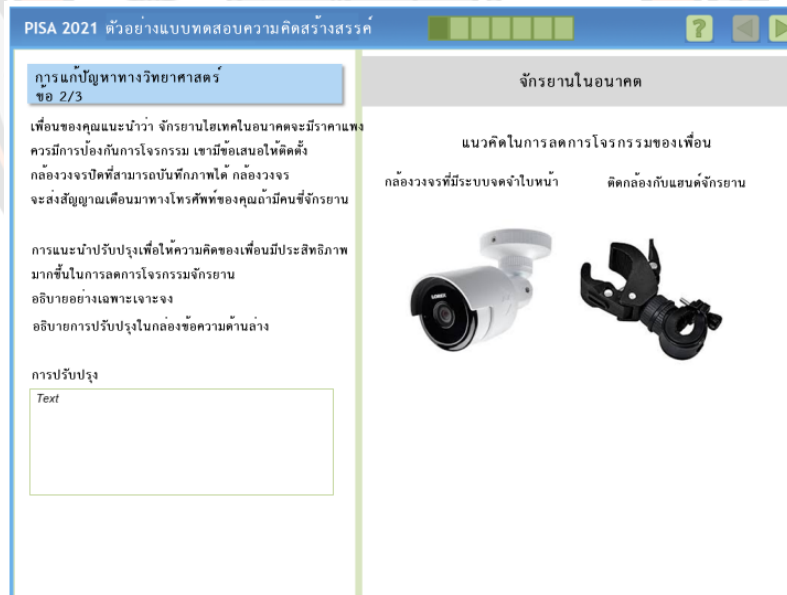 PISA 2021 ตัวอย่างแบบทดสอบความคิดสร้างสรรค์
?
การแก้ปัญหาทางวิทยาศาสตร์
ข้อ 2/3
เพื่อนของคุณแนะนำว่า จักรยานไฮเทคในอนาคตจะมีราคาแพง
ควรมีการป้องกันการโจรกรรม เขามีข้อเสนอให้ติดตั้ง
กล้องวงจรปิดที่สามารถบันทึกภาพได้ กล้องวงจร
จะส่งสัญญาณเตือนมาทางโทรศัพท์ของคุณถ้ามีคนขี่จักรยาน
การแนะนำปรับปรุงเพื่อให้ความคิดของเพื่อนมีประสิทธิภาพ
มากขึ้นในการลดการโจรกรรมจักรยาน
อธิบายอย่างเฉพาะเจาะจง
อธิบายการปรับปรุงในกล่องข้อความด้านล่าง
การปรับปรุง
Text
จักรยานในอนาคต
แนวคิดในการลดการโจรกรรมของเพื่อน
กล้องวงจรที่มีระบบจดจำใบหน้า
ติดกล้องกับแฮนด์จักรยาน
LOREX